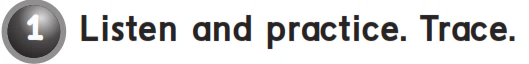 1 Listen and practice. Trace.